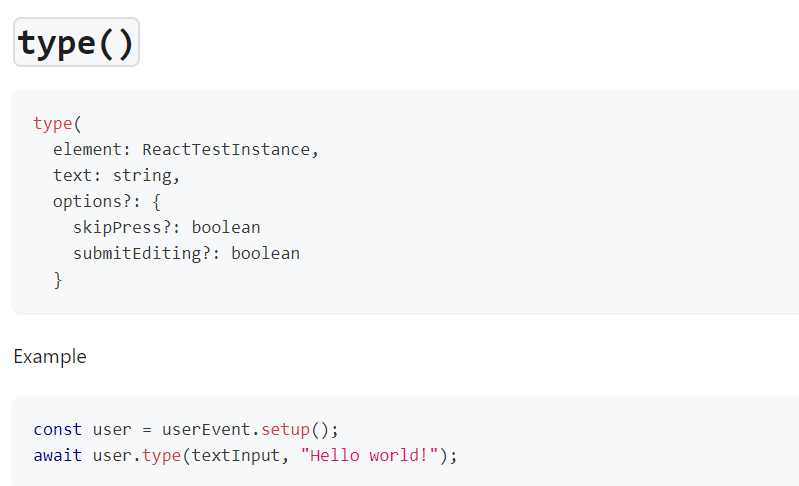 type()
type(
  element: ReactTestInstance,
  text: string,
  options?: {
    skipPress?: boolean
    submitEditing?: boolean
  }
Example
const user = userEvent.setup();
await user.type(textInput, "Hello world!");